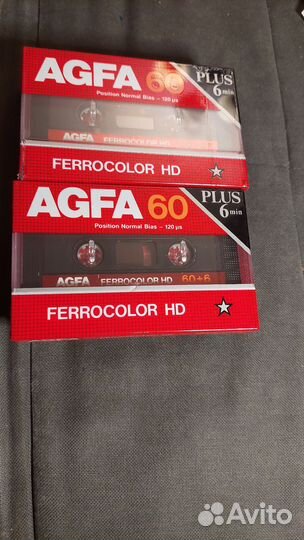 AGFA 60 PLUS
6 min
Position Normal Bias – 120 µs
AGFA FERROCOLOR HD
FERROCOLOR HD
AGFA 60 PLUS
6 min
Position Normal Bias – 120 µs
AGFA FERROCOLOR HD 60+6
FERROCOLOR HD
Avito